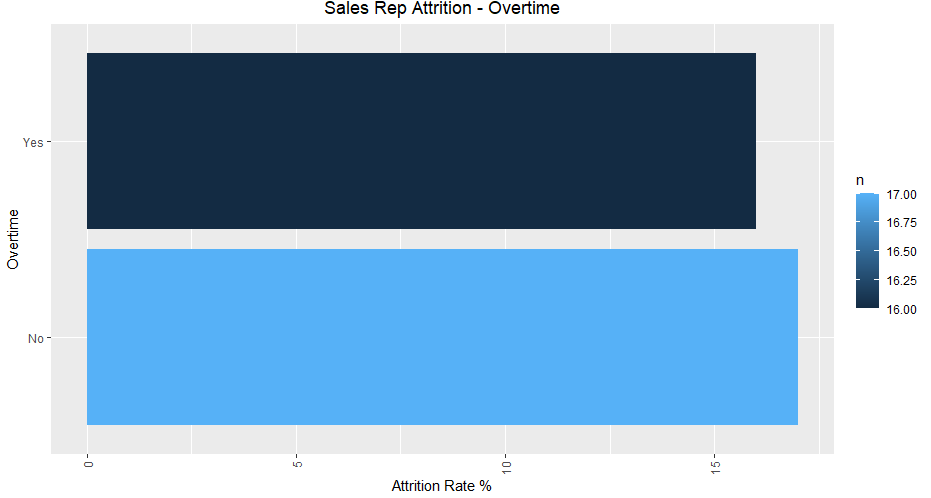 Sales Rep Attrition - Overtime
Overtime
Yes
No
0
5
10
15
Attrition Rate %
n
17.00
16.75
16.50
16.25
16.00